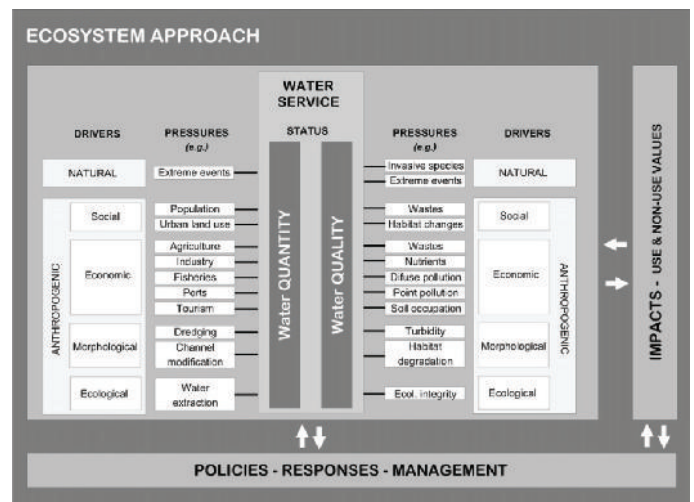 ECOSYSTEM APPROACH
WATER
SERVICE
STATUS
DRIVERS
PRESSURES
(e.g.)
PRESSURES
(e.g.)
DRIVERS
NATURAL
Extreme events
Invasive species
Extreme events
NATURAL
ANTHROPOGENIC
Social
Population
Urban land use
Wastes
Habitat changes
Social
Economic
Agriculture
Industry
Fisheries
Ports
Tourism
Wastes
Nutrients
Difuse pollution
Point pollution
Soil occupation
Economic
Morphological
Dredging
Channel
modification
Turbidity
Habitat
degradation
Morphological
Ecological
Water
extraction
Ecol. integrity
Ecological
ANTHROPOGENIC
Water QUANTITY
Water QUALITY
IMPACTS - USE & NON-USE VALUES
POLICIES - RESPONSES - MANAGEMENT